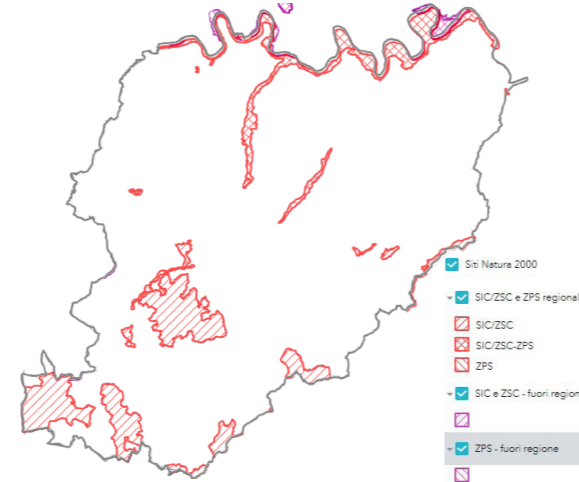 Siti Natura 2000
SIC/ZSC e ZPS regional
SIC/ZSC
SIC/ZSC-ZPS
ZPS
SIC e ZSC - fuori region
ZPS - fuori regione